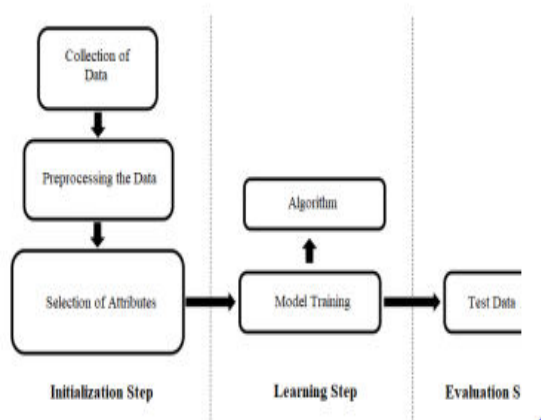 Collection of
Data
Preprocessing the Data
Algorithm
Selection of Attributes
Model Training
Test Data
Initialization Step
Learning Step
Evaluation S